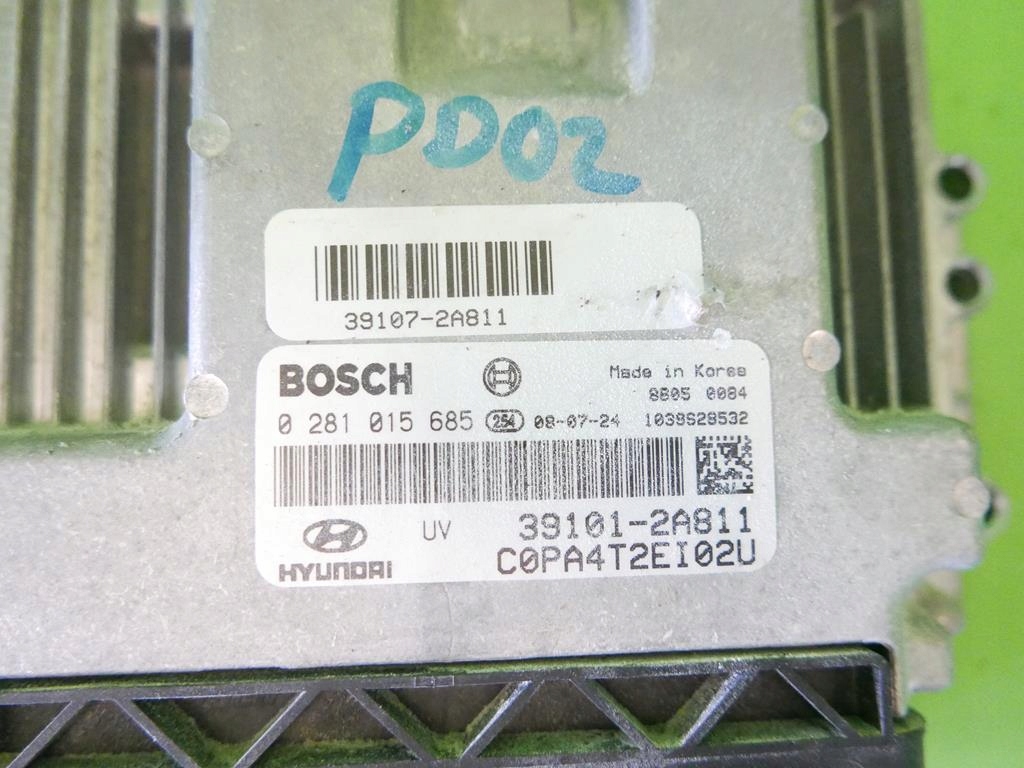 PD02
39107-2A811
BOSCH
Made in Korea
8805 0084
0 281 015 685 254 08-07-24 1039S28532
UV 39101-2A811
HYUNDAI C0PA4T2EI02U